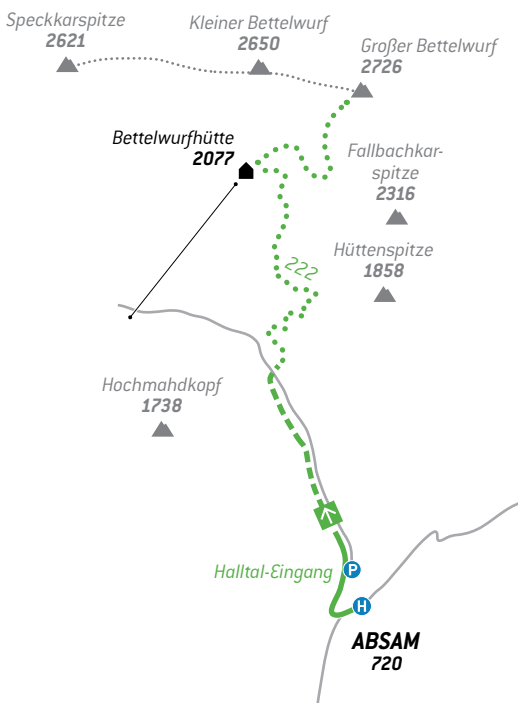 Speckkarspitze
2621
Kleiner Bettelwurf
2650
Großer Bettelwurf
2726
Bettelwurfhütte
2077
Fallbachkar-
spitze
2316
222
Hüttenspitze
1858
Hochmahdkopf
1738
Halltal-Eingang
P
H
ABSAM
720